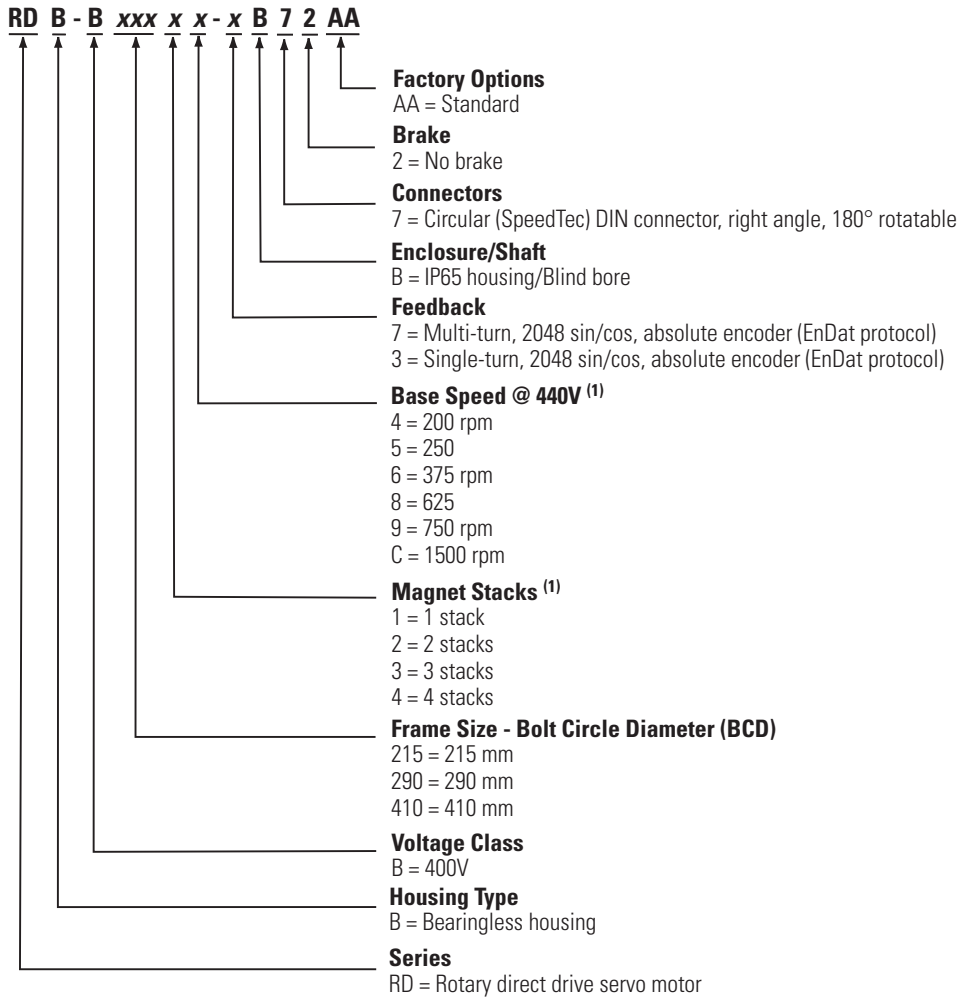 RD B - B xxx x x - x B 7 2 AA
Factory Options
AA = Standard
Brake
2 = No brake
Connectors
7 = Circular (SpeedTec) DIN connector, right angle, 180° rotatable
Enclosure/Shaft
B = IP65 housing/Blind bore
Feedback
7 = Multi-turn, 2048 sin/cos, absolute encoder (EnDat protocol)
3 = Single-turn, 2048 sin/cos, absolute encoder (EnDat protocol)
Base Speed @ 440V (1)
4 = 200 rpm
5 = 250
6 = 375 rpm
8 = 625
9 = 750 rpm
C = 1500 rpm
Magnet Stacks (1)
1 = 1 stack
2 = 2 stacks
3 = 3 stacks
4 = 4 stacks
Frame Size - Bolt Circle Diameter (BCD)
215 = 215 mm
290 = 290 mm
410 = 410 mm
Voltage Class
B = 400V
Housing Type
B = Bearingless housing
Series
RD = Rotary direct drive servo motor